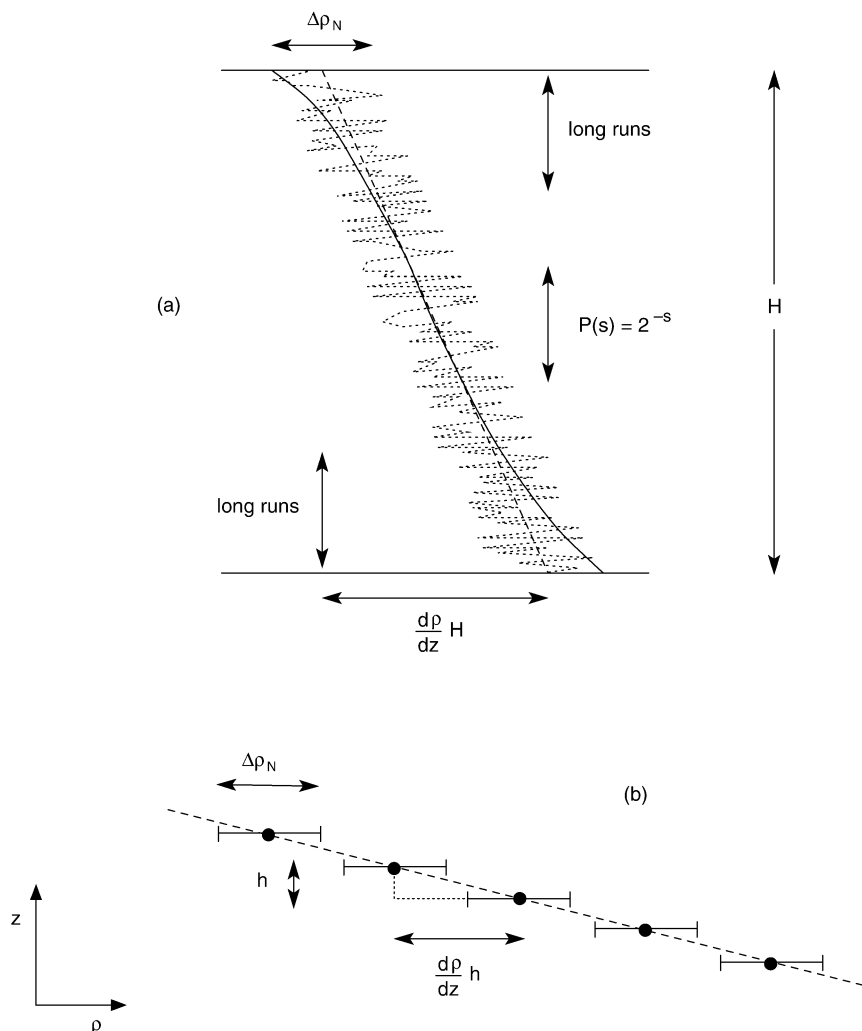 Δρ_N
long runs
(a)
H
P(s) = 2^–s
long runs
dρ/dz H
Δρ_N
(b)
h
z
dρ/dz h
ρ